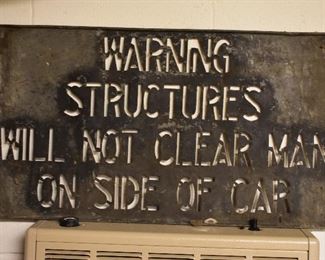 WARNING
STRUCTURES
WILL NOT CLEAR MAN
ON SIDE OF CAR